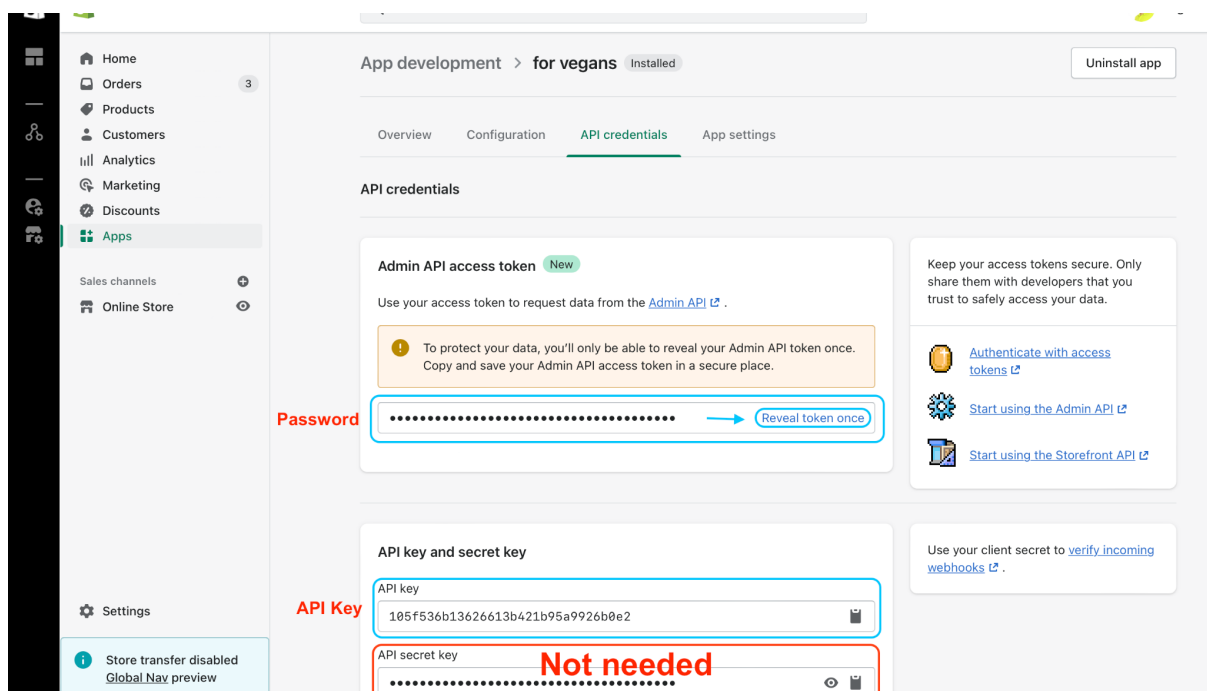 Home
Orders 3
Products
Customers
Analytics
Marketing
Discounts
Apps
Sales channels
Online Store
Settings
Store transfer disabled
Global Nav preview
App development > for vegans Installed
Uninstall app
Overview Configuration API credentials App settings
API credentials
Admin API access token New
Use your access token to request data from the Admin API .
To protect your data, you'll only be able to reveal your Admin API token once.
Copy and save your Admin API access token in a secure place.
Password
•••••••••••••••••••••••••••••••••••••• Reveal token once
Keep your access tokens secure. Only
share them with developers that you
trust to safely access your data.
Authenticate with access
tokens
Start using the Admin API
Start using the Storefront API
API key and secret key
API key
API Key
105f536b13626613b421b95a9926b0e2
API secret key
Not needed
••••••••••••••••••••••••••••••••••••••
Use your client secret to verify incoming
webhooks .